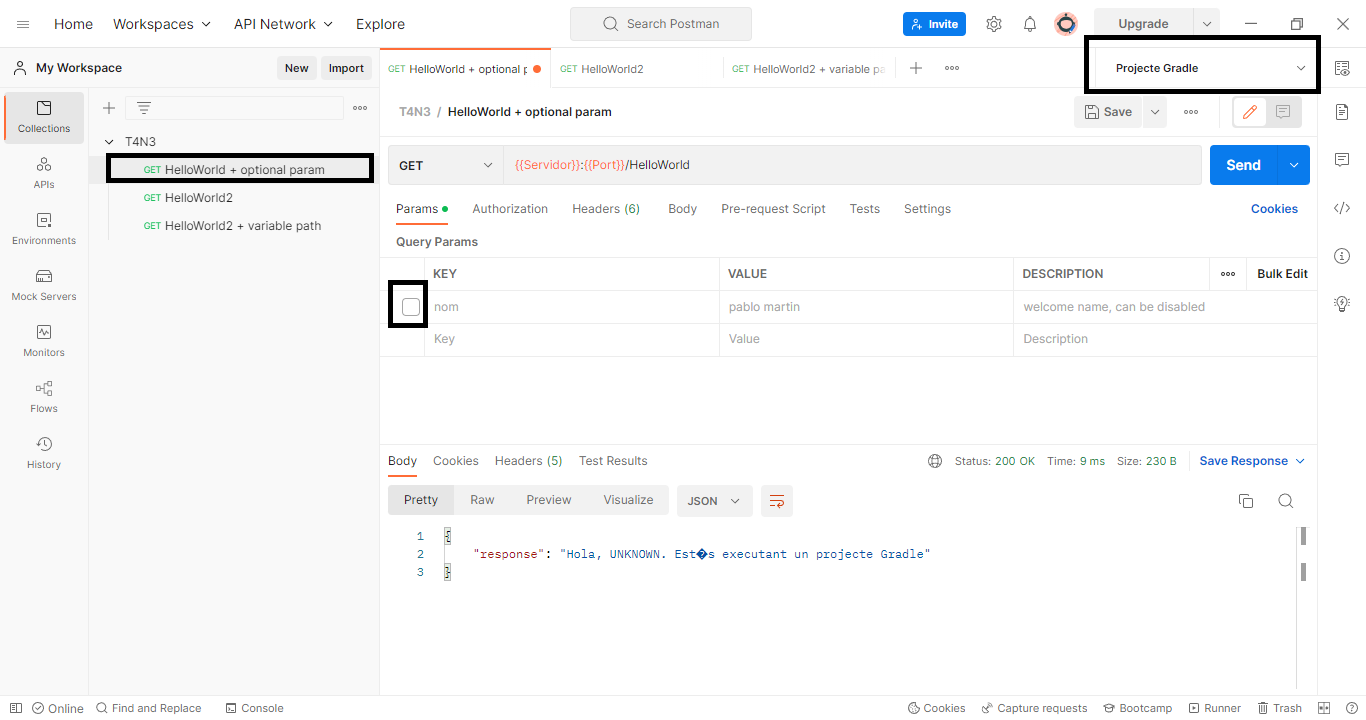 Home Workspaces API Network Explore Search Postman Invite Upgrade
My Workspace New Import GET HelloWorld + optional p GET HelloWorld2 GET HelloWorld2 + variable pa Projecte Gradle
Collections
APIs
Environments
Mock Servers
Monitors
Flows
History
T4N3
GET HelloWorld + optional param
GET HelloWorld2
GET HelloWorld2 + variable path
T4N3 / HelloWorld + optional param Save
GET {{Servidor}}:{{Port}}/HelloWorld Send
Params Authorization Headers (6) Body Pre-request Script Tests Settings Cookies
Query Params
KEY VALUE DESCRIPTION Bulk Edit
nom pablo martin welcome name, can be disabled
Key Value Description
Body Cookies Headers (5) Test Results Status: 200 OK Time: 9 ms Size: 230 B Save Response
Pretty Raw Preview Visualize JSON
1 {
2 "response": "Hola, UNKNOWN. Est�s executant un projecte Gradle"
3 }
Online Find and Replace Console Cookies Capture requests Bootcamp Runner Trash